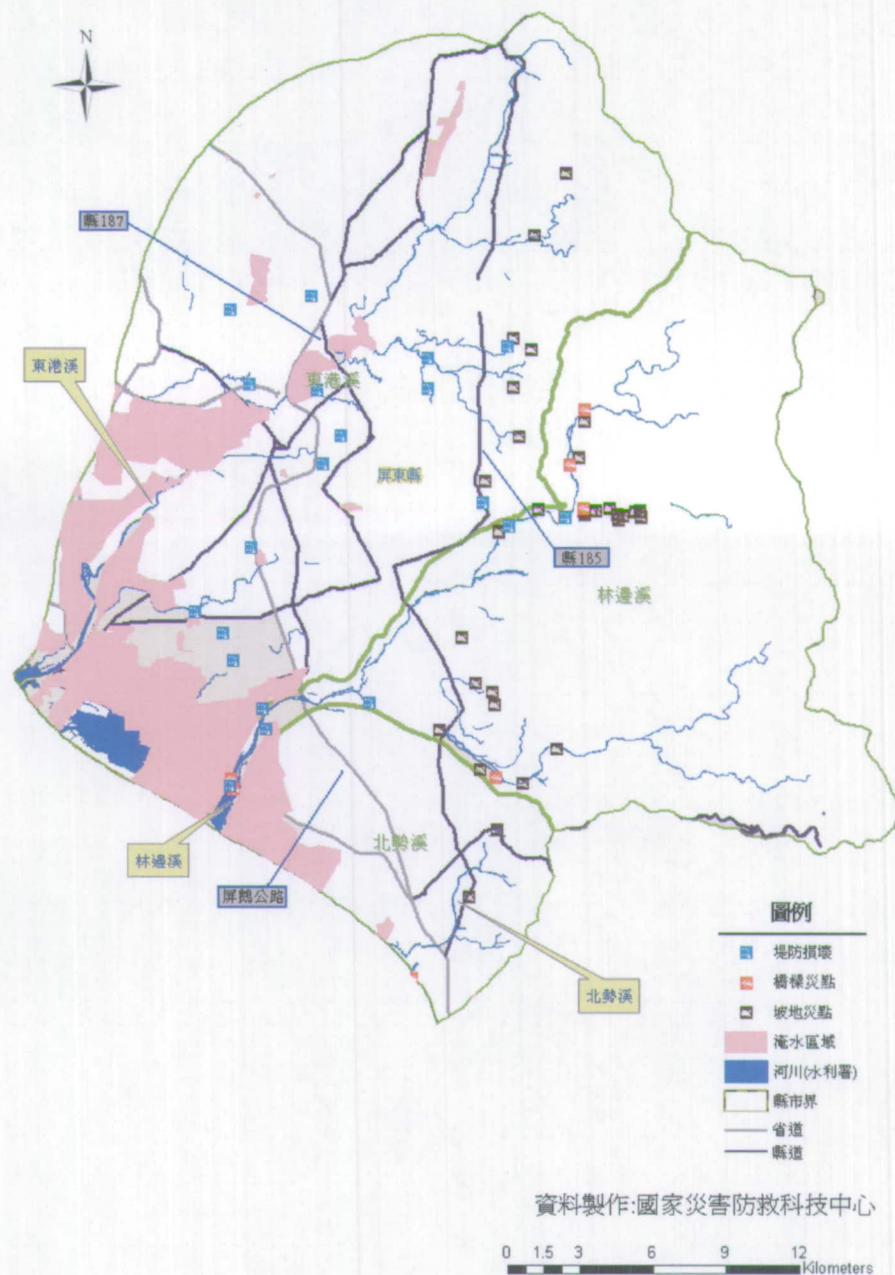 N
縣187
東港溪
東港溪
屏東縣
縣185
林邊溪
林邊溪
北勢溪
屏鵝公路
北勢溪
圖例
堤防損壞
橋樑災點
坡地災點
淹水區域
河川(水利署)
縣市界
省道
縣道
資料製作:國家災害防救科技中心
0 1.5 3 6 9 12
Kilometers